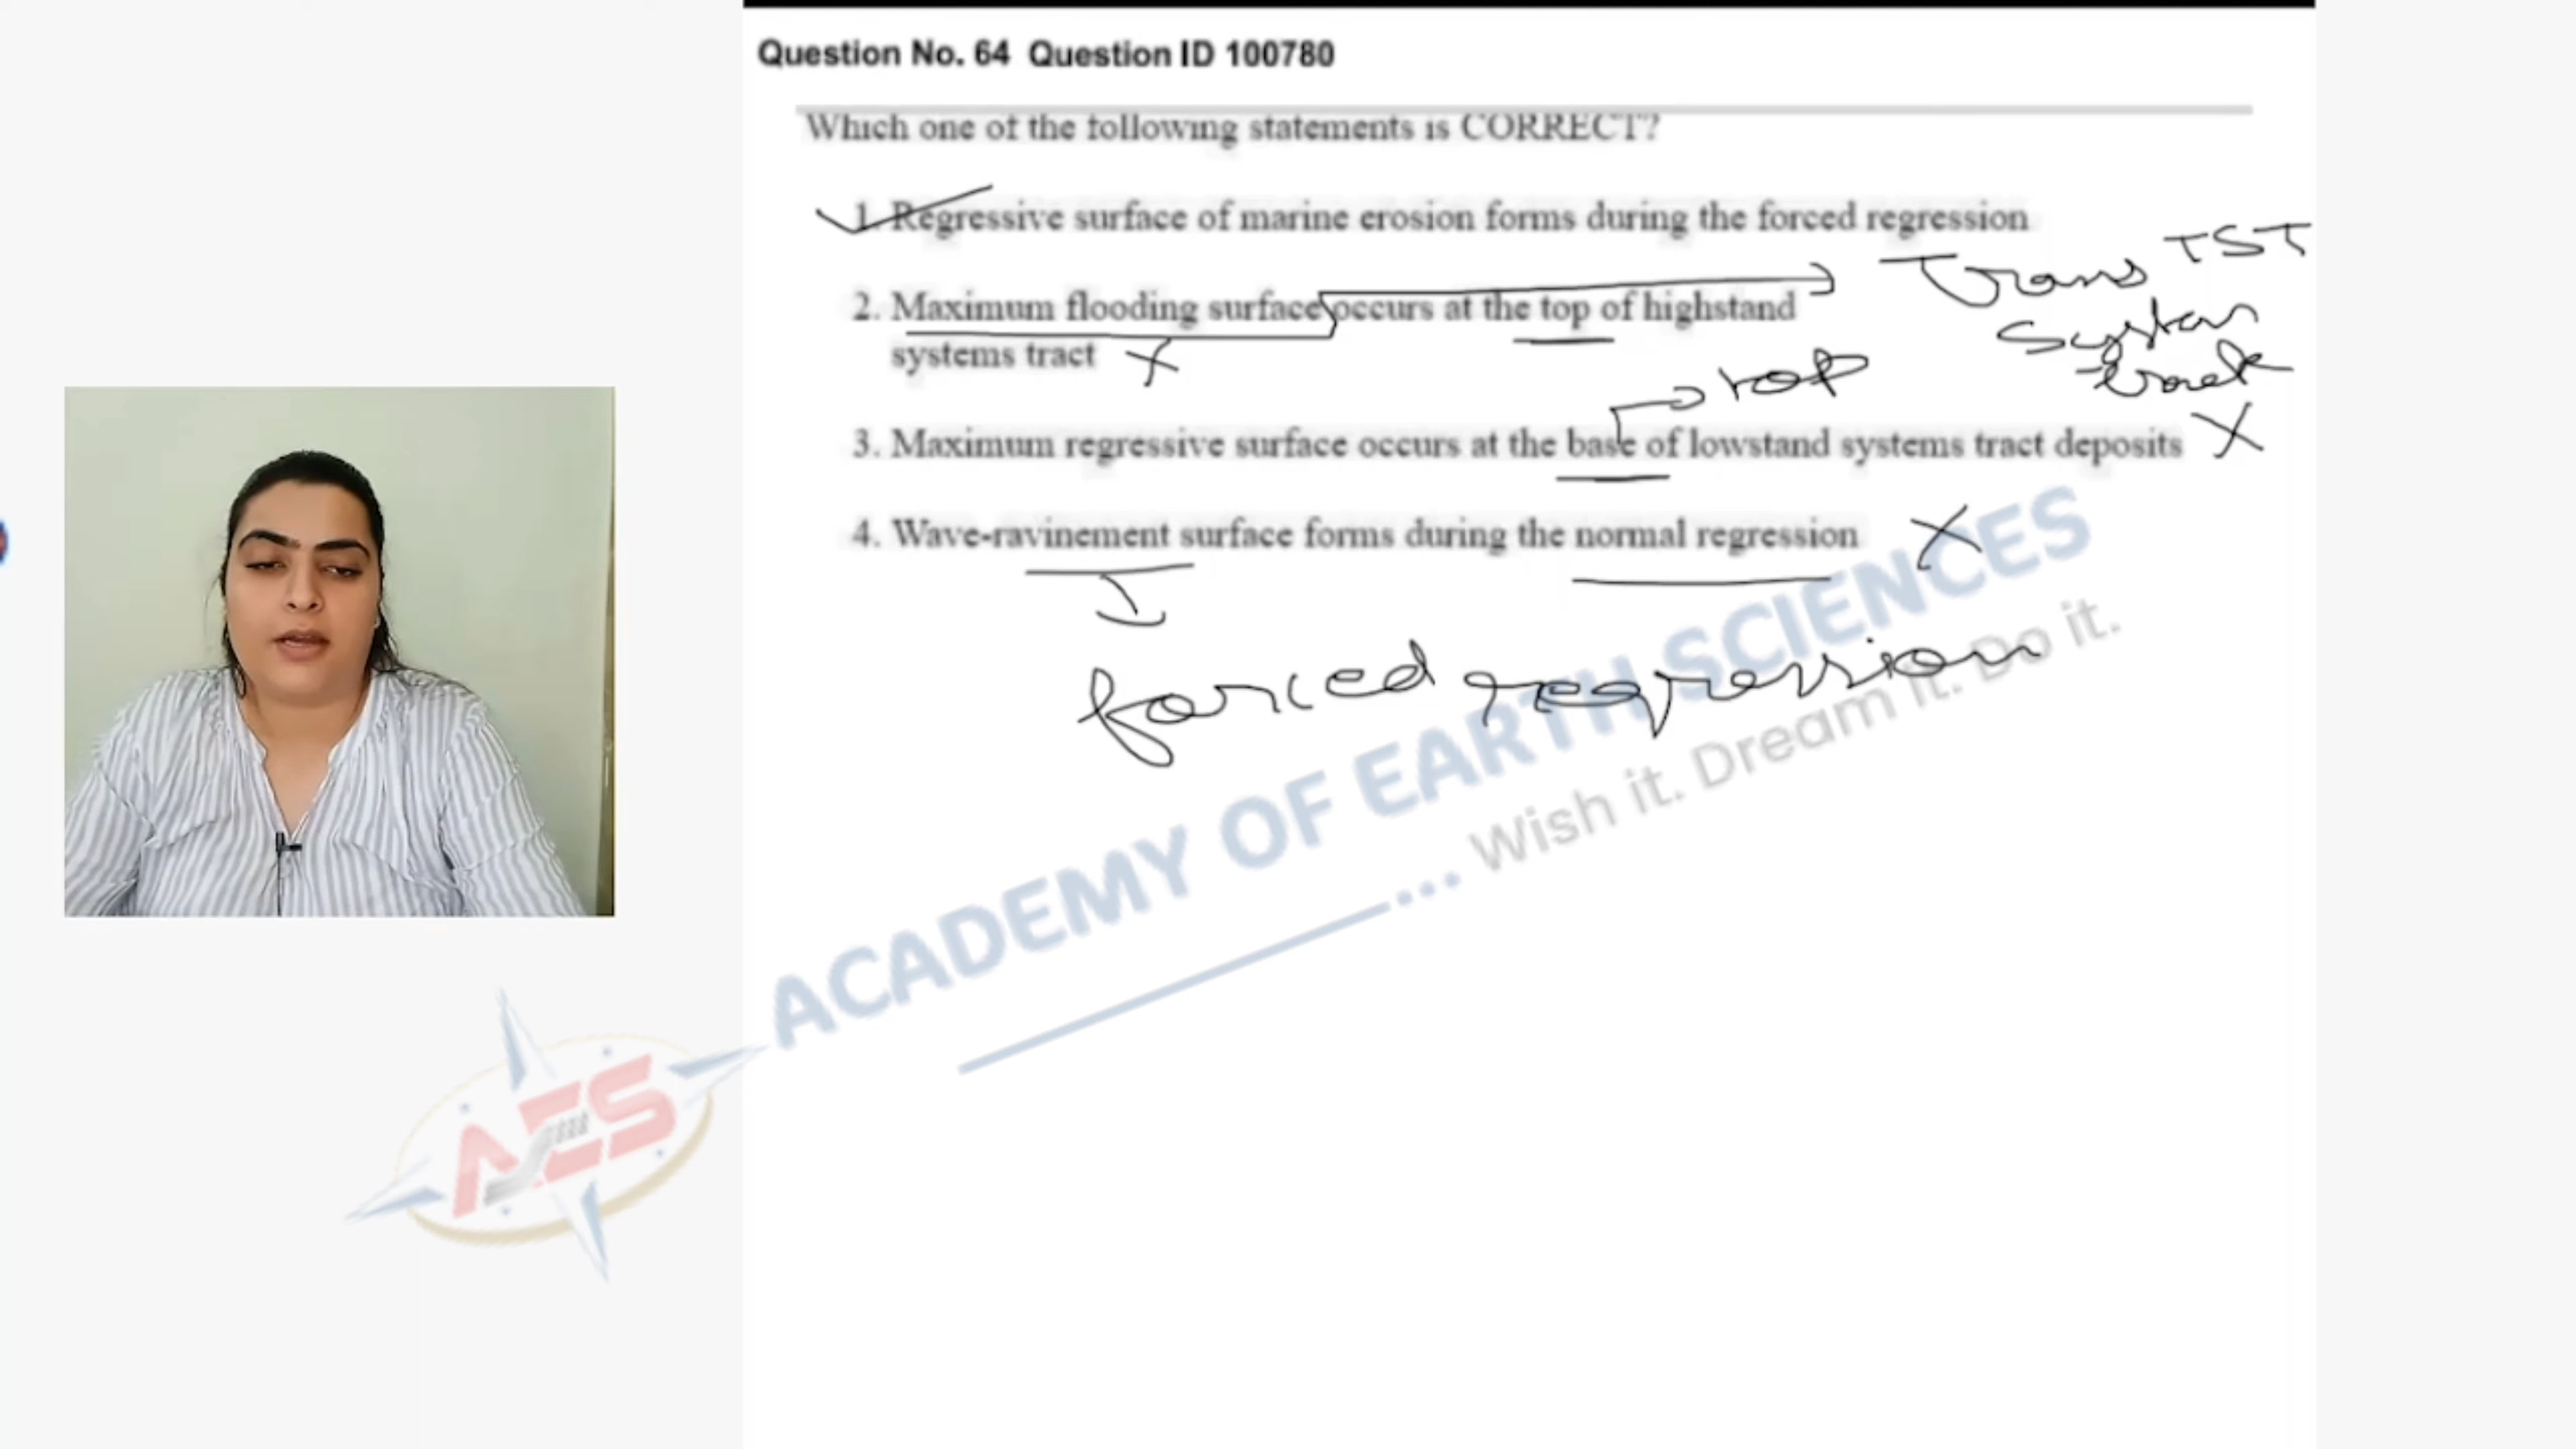 Question No. 64 Question ID 100780
Which one of the following statements is CORRECT?
1. Regressive surface of marine erosion forms during the forced regression
TST
2. Maximum flooding surface occurs at the top of highstand
Trans
systems tract
System
tract
top
3. Maximum regressive surface occurs at the base of lowstand systems tract deposits
4. Wave-ravinement surface forms during the normal regression
forced regression
ACADEMY OF EARTH SCIENCES
... Wish it. Dream it. Do it.
AES